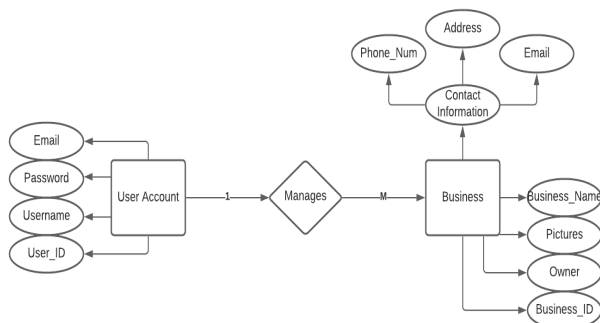 Address
Phone_Num
Email
Contact
Information
Email
Password
Username
User_ID
User Account
1
Manages
M
Business
Business_Name
Pictures
Owner
Business_ID